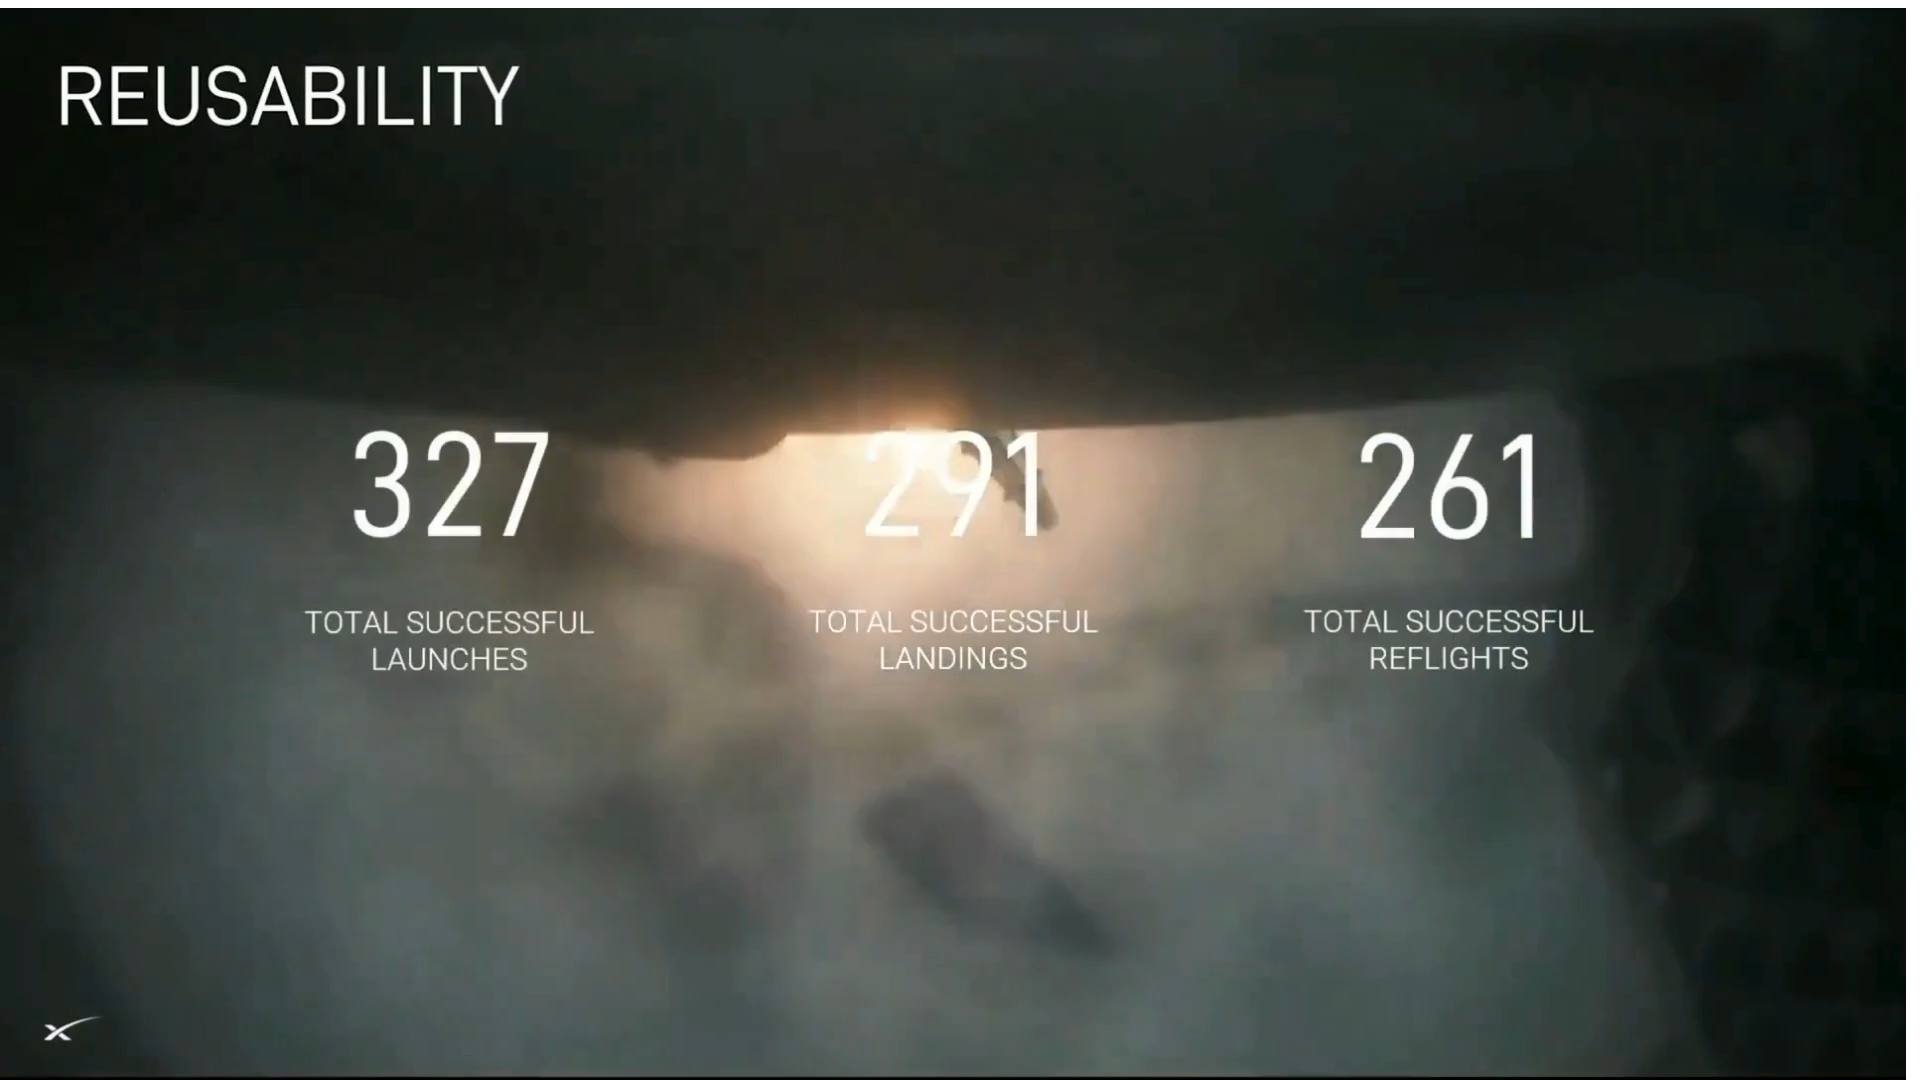 REUSABILITY
327
291
261
TOTAL SUCCESSFUL
LAUNCHES
TOTAL SUCCESSFUL
LANDINGS
TOTAL SUCCESSFUL
REFLIGHTS